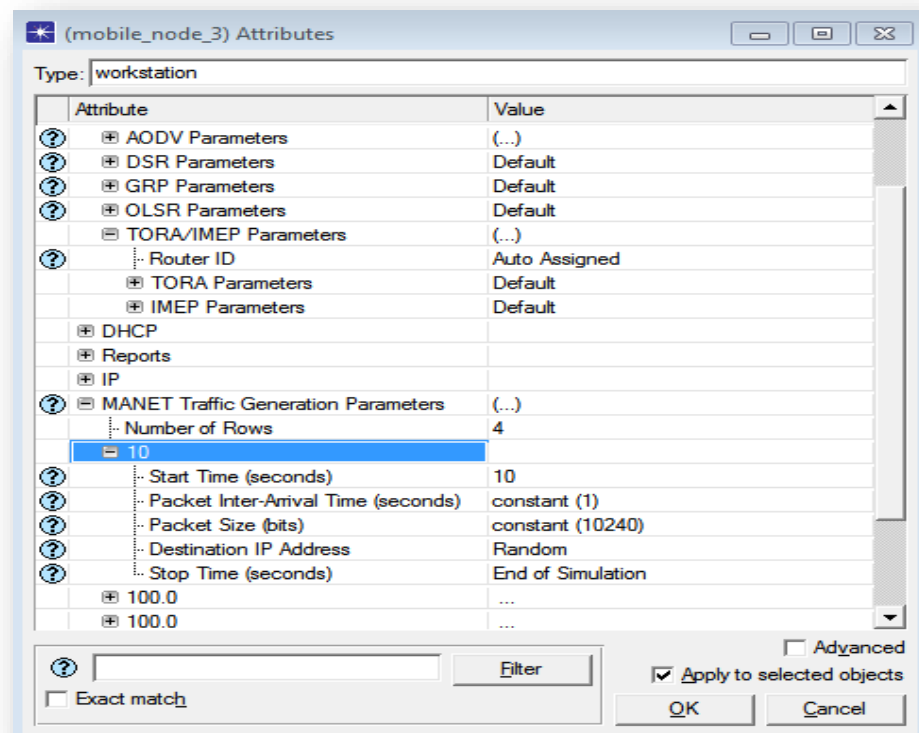 (mobile_node_3) Attributes
Type: workstation
Attribute Value
AODV Parameters (...)
DSR Parameters Default
GRP Parameters Default
OLSR Parameters Default
TORA/IMEP Parameters (...)
Router ID Auto Assigned
TORA Parameters Default
IMEP Parameters Default
DHCP
Reports
IP
MANET Traffic Generation Parameters (...)
Number of Rows 4
10
Start Time (seconds) 10
Packet Inter-Arrival Time (seconds) constant (1)
Packet Size (bits) constant (10240)
Destination IP Address Random
Stop Time (seconds) End of Simulation
100.0 ...
100.0 ...
Advanced
Filter
Apply to selected objects
Exact match
OK Cancel